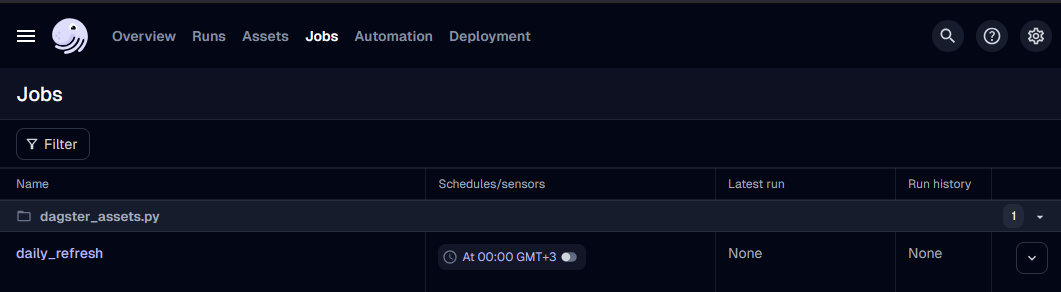 Overview Runs Assets Jobs Automation Deployment
Jobs
Filter
Name Schedules/sensors Latest run Run history
dagster_assets.py 1
daily_refresh At 00:00 GMT+3 None None